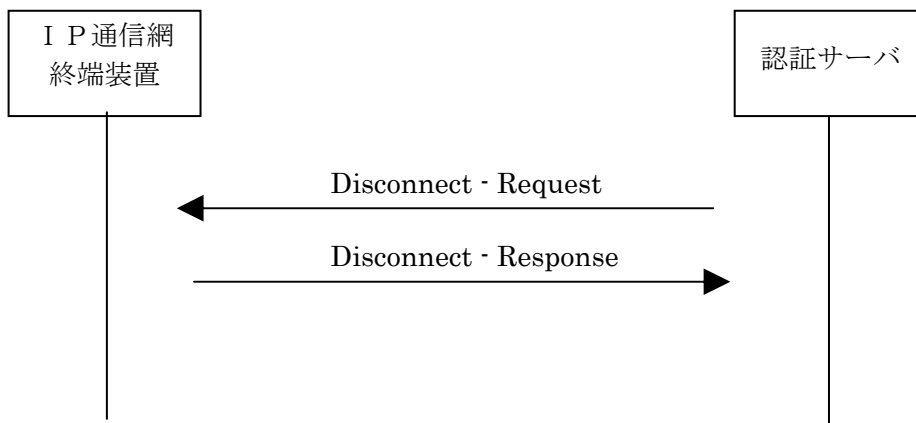 ＩＰ通信網
終端装置
認証サーバ
Disconnect - Request
Disconnect - Response